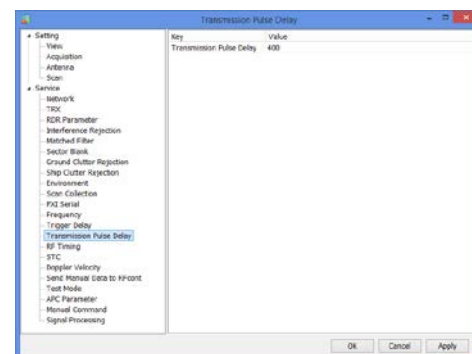 Transmission Pulse Delay
Setting
View
Acquisition
Antenna
Scan
Service
Network
TRX
RDR Parameter
Interference Rejection
Matched Filter
Sector Blank
Ground Clutter Rejection
Ship Clutter Rejection
Environment
Scan Collection
FXI Serial
Frequency
Trigger Delay
Transmission Pulse Delay
RF Timing
STC
Doppler Velocity
Send Manual Data to RFcont
Test Mode
APC Parameter
Manual Command
Signal Processing
Key Value
Transmission Pulse Delay 400
OK Cancel Apply